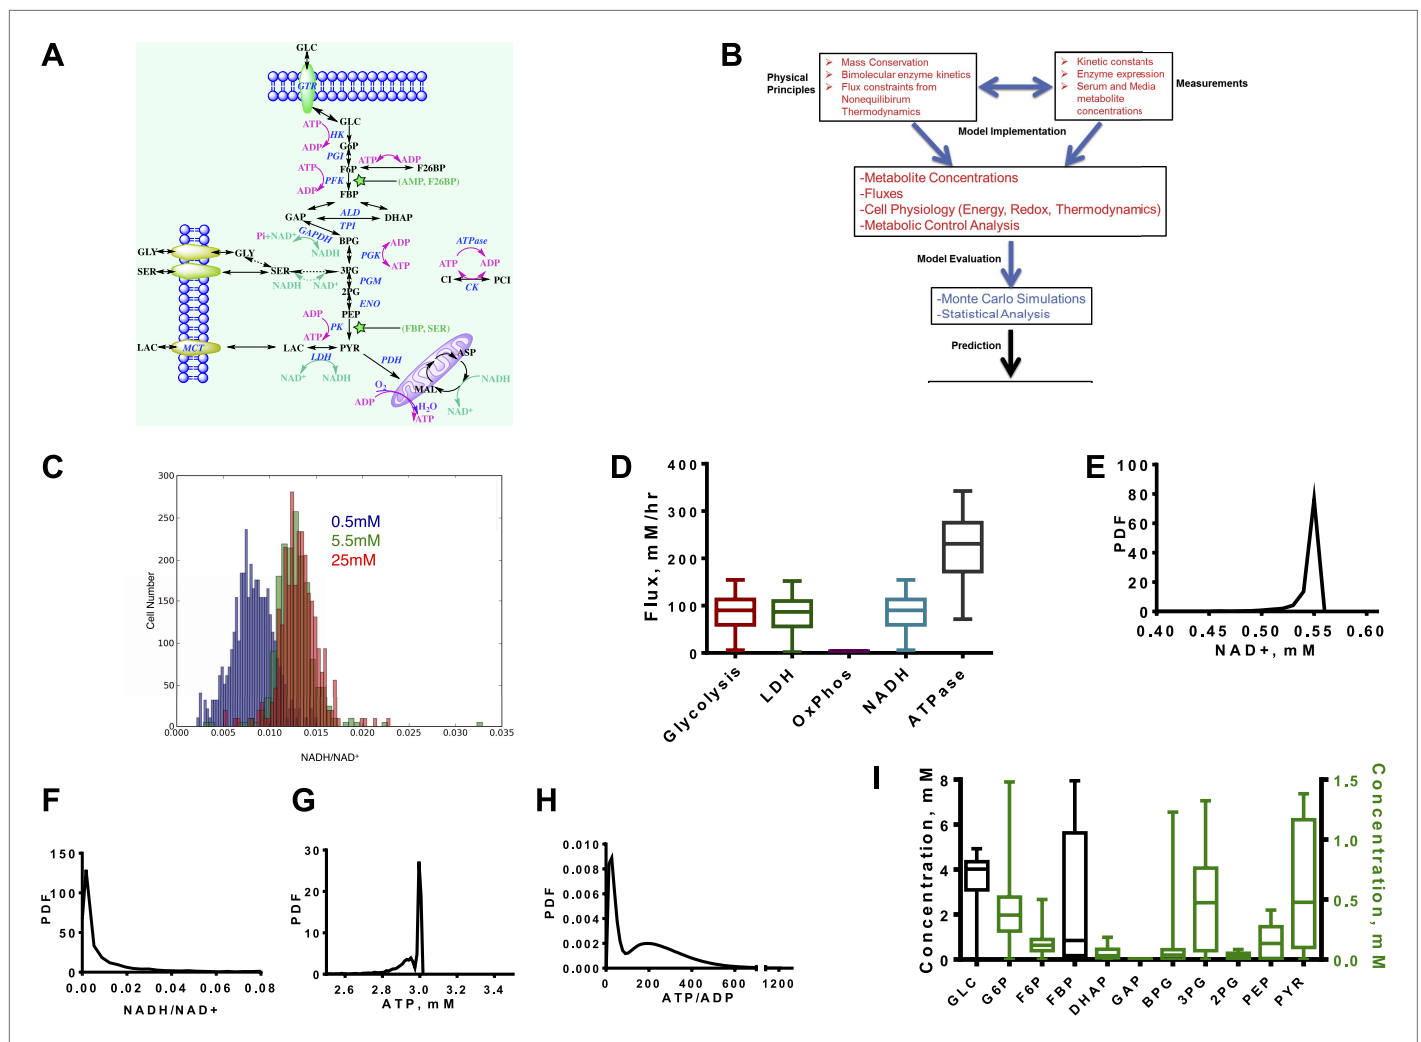 A
GLC
GTR
GLC
ATP
HK
ADP
G6P
PGI
ATP
ADP
F6P
F26BP
ATP
PFK
(AMP, F26BP)
ADP
FBP
GAP
ALD
DHAP
TPI
GAPDH
Pi+NAD+
BPG
ADP
NADH
PGK
ATP
ATPase
ATP
ADP
GLY
GLY
SER
SER
3PG
NADH
NAD+
PGM
CI
PCI
CK
2PG
ENO
PEP
ADP
PK
(FBP, SER)
ATP
LAC
MCT
LAC
PYR
LDH
PDH
ASP
NAD+
NADH
O2
MAL
NADH
ADP
H2O
NAD+
ATP
B
Physical
Principles
➢ Mass Conservation
➢ Bimolecular enzyme kinetics
➢ Flux constraints from
Nonequilibirum
Thermodynamics
➢ Kinetic constants
➢ Enzyme expression
➢ Serum and Media
metabolite
concentrations
Measurements
Model Implementation
-Metabolite Concentrations
-Fluxes
-Cell Physiology (Energy, Redox, Thermodynamics)
-Metabolic Control Analysis
Model Evaluation
-Monte Carlo Simulations
-Statistical Analysis
Prediction
C
300
250
200
150
100
50
0
Cell Number
0.5mM
5.5mM
25mM
0.000 0.005 0.010 0.015 0.020 0.025 0.030 0.035
NADH/NAD+
D
400
300
200
100
0
Flux, mM/hr
Glycolysis
LDH
OxPhos
NADH
ATPase
E
100
80
60
40
20
0
PDF
0.40 0.45 0.50 0.55 0.60
NAD+, mM
F
150
100
50
0
PDF
0.00 0.02 0.04 0.06 0.08
NADH/NAD+
G
30
20
10
0
PDF
2.6 2.8 3.0 3.2 3.4
ATP, mM
H
0.010
0.008
0.006
0.004
0.002
0.000
PDF
0 200 400 600 1200
ATP/ADP
I
8
6
4
2
0
Concentration, mM
1.5
1.0
0.5
0.0
Concentration, mM
GLC
G6P
F6P
FBP
DHAP
GAP
BPG
3PG
2PG
PEP
PYR